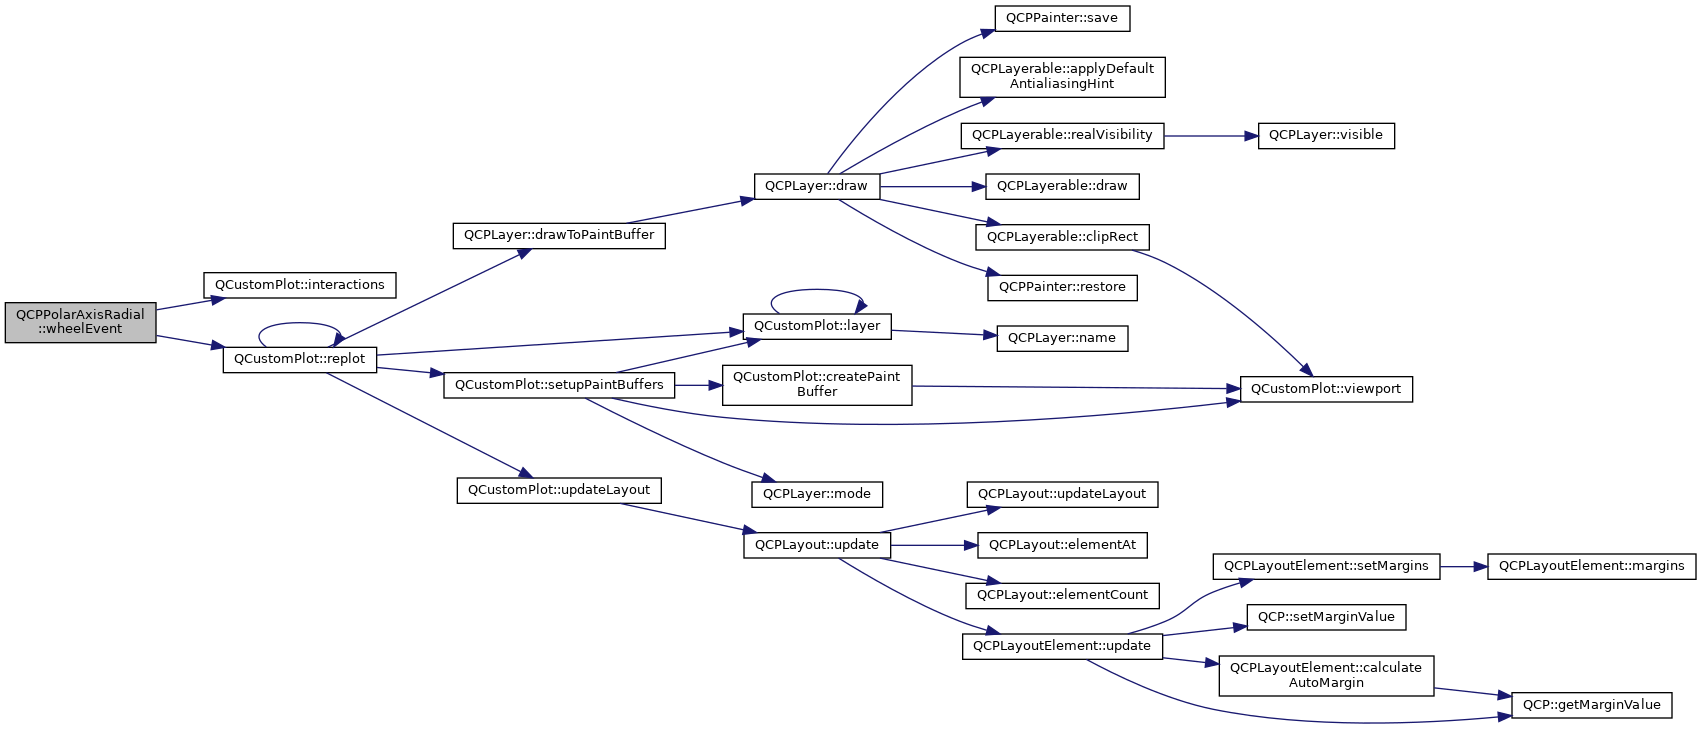 QCPPolarAxisRadial
::wheelEvent
QCustomPlot::interactions
QCustomPlot::replot
QCPLayer::drawToPaintBuffer
QCustomPlot::setupPaintBuffers
QCustomPlot::updateLayout
QCPLayer::draw
QCustomPlot::layer
QCustomPlot::createPaint
Buffer
QCPLayer::mode
QCPLayout::update
QCPPainter::save
QCPLayerable::applyDefault
AntialiasingHint
QCPLayerable::realVisibility
QCPLayerable::draw
QCPLayerable::clipRect
QCPPainter::restore
QCPLayer::name
QCPLayout::updateLayout
QCPLayout::elementAt
QCPLayout::elementCount
QCPLayoutElement::update
QCPLayer::visible
QCustomPlot::viewport
QCPLayoutElement::setMargins
QCP::setMarginValue
QCPLayoutElement::calculate
AutoMargin
QCPLayoutElement::margins
QCP::getMarginValue